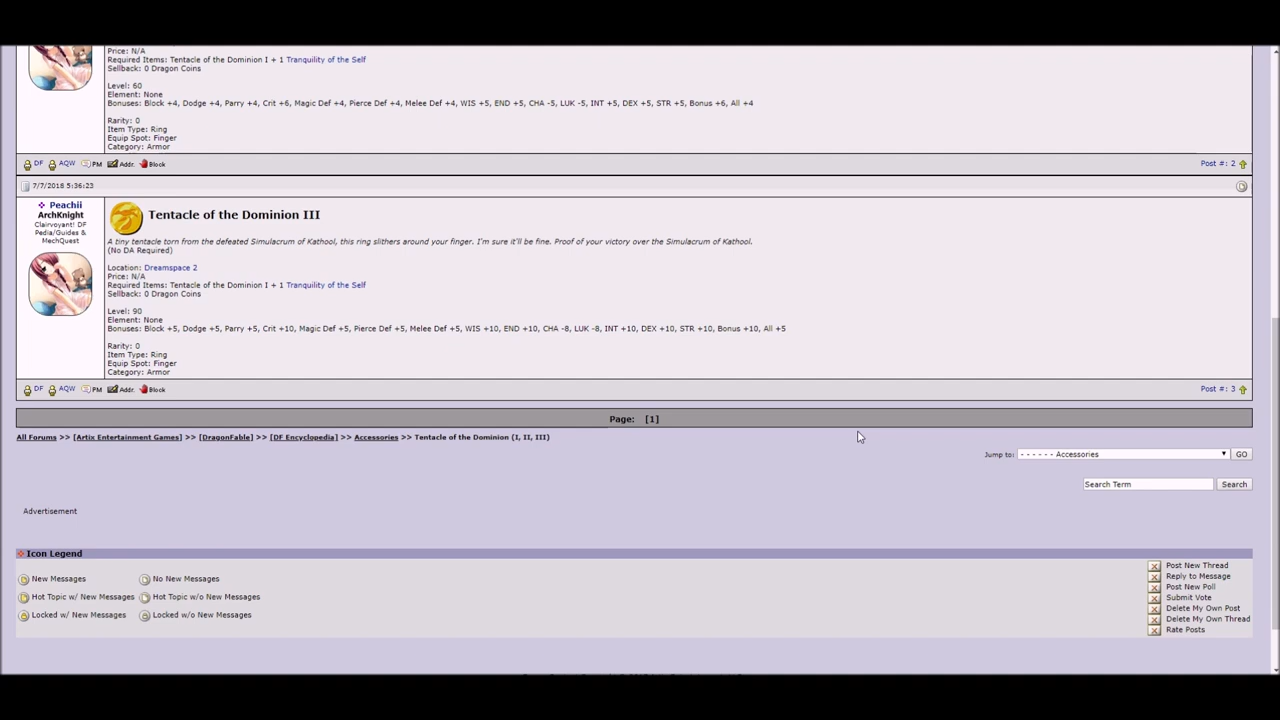 Price: N/A
Required Items: Tentacle of the Dominion I + 1 Tranquility of the Self
Sellback: 0 Dragon Coins
Level: 60
Element: None
Bonuses: Block +4, Dodge +4, Parry +4, Crit +6, Magic Def +4, Pierce Def +4, Melee Def +4, WIS +5, END +5, CHA -5, LUK -5, INT +5, DEX +5, STR +5, Bonus +6, All +4
Rarity: 0
Item Type: Ring
Equip Spot: Finger
Category: Armor
DF AQW PM Addr. Block
Post #: 2
7/7/2018 5:36:23
Peachii
ArchKnight
Clairvoyant! DF
Pedia/Guides &
MechQuest
Tentacle of the Dominion III
A tiny tentacle torn from the defeated Simulacrum of Kathool, this ring slithers around your finger. I'm sure it'll be fine. Proof of your victory over the Simulacrum of Kathool.
(No DA Required)
Location: Dreamspace 2
Price: N/A
Required Items: Tentacle of the Dominion I + 1 Tranquility of the Self
Sellback: 0 Dragon Coins
Level: 90
Element: None
Bonuses: Block +5, Dodge +5, Parry +5, Crit +10, Magic Def +5, Pierce Def +5, Melee Def +5, WIS +10, END +10, CHA -8, LUK -8, INT +10, DEX +10, STR +10, Bonus +10, All +5
Rarity: 0
Item Type: Ring
Equip Spot: Finger
Category: Armor
DF AQW PM Addr. Block
Post #: 3
Page: [1]
All Forums >> [Artix Entertainment Games] >> [DragonFable] >> [DF Encyclopedia] >> Accessories >> Tentacle of the Dominion (I, II, III)
Jump to: - - - - - - Accessories GO
Search Term Search
Advertisement
Icon Legend
New Messages No New Messages
Hot Topic w/ New Messages Hot Topic w/o New Messages
Locked w/ New Messages Locked w/o New Messages
Post New Thread
Reply to Message
Post New Poll
Submit Vote
Delete My Own Post
Delete My Own Thread
Rate Posts